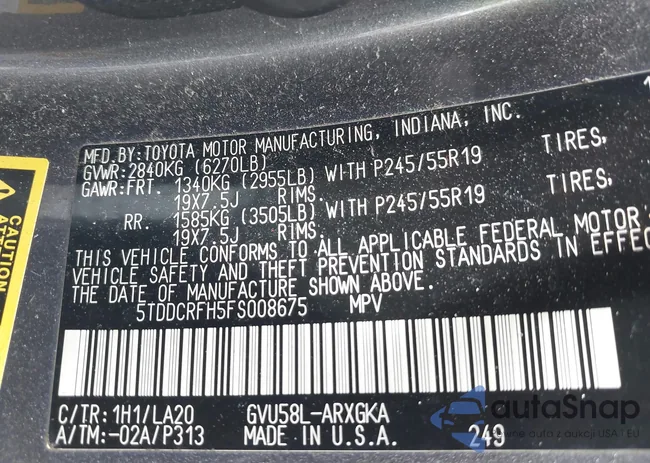 MFD.BY:TOYOTA MOTOR MANUFACTURING, INDIANA, INC.
GVWR:2840KG (6270LB)
GAWR:FRT. 1340KG (2955LB) WITH P245/55R19 TIRES,
19X7.5J RIMS.
RR. 1585KG (3505LB) WITH P245/55R19 TIRES,
19X7.5J RIMS.
THIS VEHICLE CONFORMS TO ALL APPLICABLE FEDERAL MOTOR
VEHICLE SAFETY AND THEFT PREVENTION STANDARDS IN EFFEC
THE DATE OF MANUFACTURE SHOWN ABOVE.
5TDDCRFH5FS008675 MPV
C/TR:1H1/LA20 GVU58L-ARXGKA
A/TM:-02A/P313 MADE IN U.S.A. 249
CAUTION
autaShop